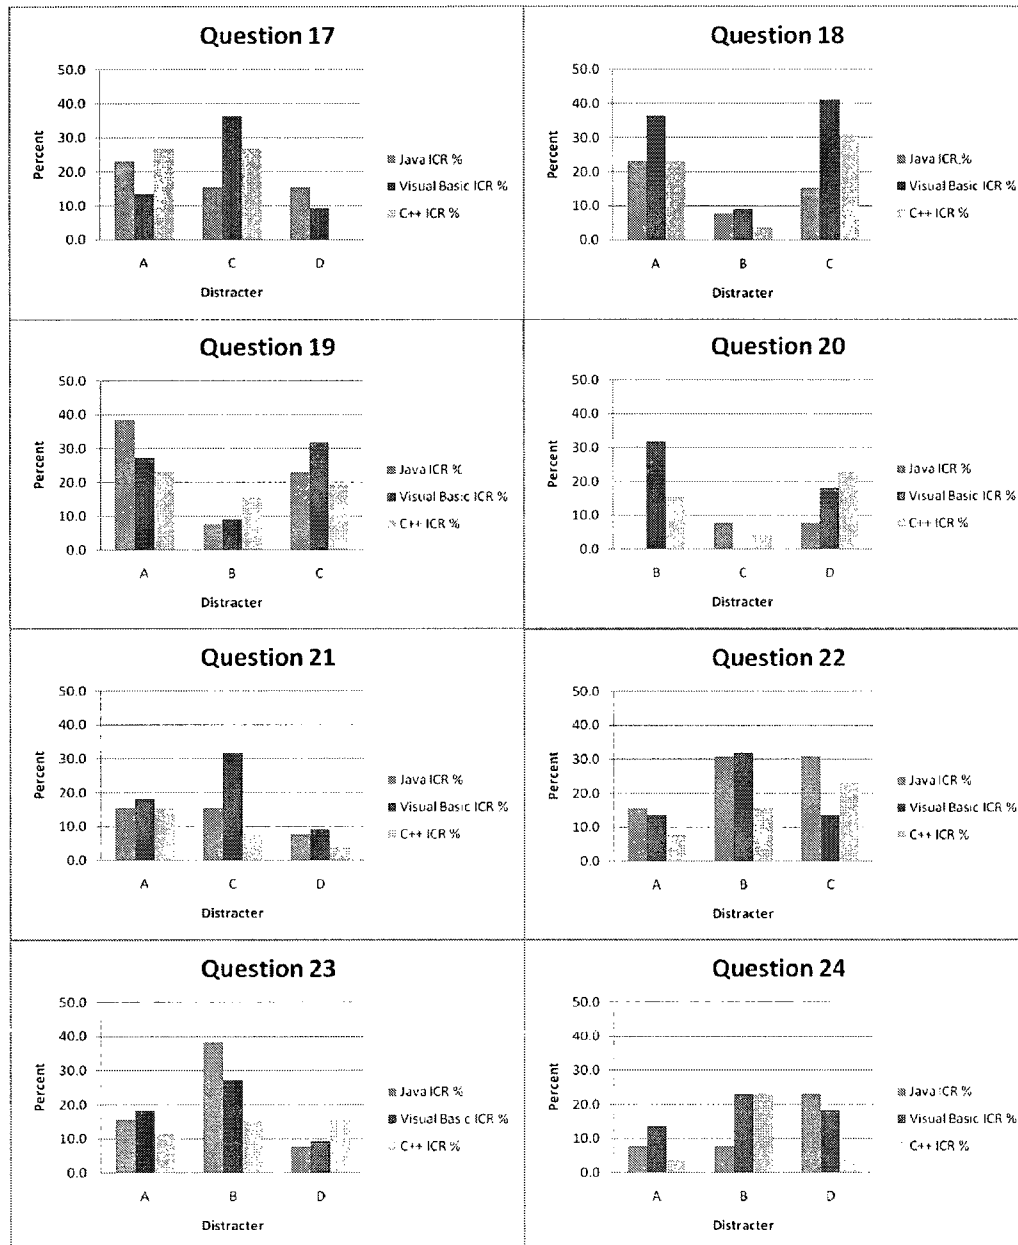 Question 17
50.0
40.0
30.0
20.0
10.0
0.0
Percent
A C D
Distracter
Java ICR %
Visual Basic ICR %
C++ ICR %
Question 18
50.0
40.0
30.0
20.0
10.0
0.0
Percent
A B C
Distracter
Java ICR %
Visual Basic ICR %
C++ ICR %
Question 19
50.0
40.0
30.0
20.0
10.0
0.0
Percent
A B C
Distracter
Java ICR %
Visual Basic ICR %
C++ ICR %
Question 20
50.0
40.0
30.0
20.0
10.0
0.0
Percent
B C D
Distracter
Java ICR %
Visual Basic ICR %
C++ ICR %
Question 21
50.0
40.0
30.0
20.0
10.0
0.0
Percent
A C D
Distracter
Java ICR %
Visual Basic ICR %
C++ ICR %
Question 22
50.0
40.0
30.0
20.0
10.0
0.0
Percent
A B C
Distracter
Java ICR %
Visual Basic ICR %
C++ ICR %
Question 23
50.0
40.0
30.0
20.0
10.0
0.0
Percent
A B D
Distracter
Java ICR %
Visual Basic ICR %
C++ ICR %
Question 24
50.0
40.0
30.0
20.0
10.0
0.0
Percent
A B D
Distracter
Java ICR %
Visual Basic ICR %
C++ ICR %